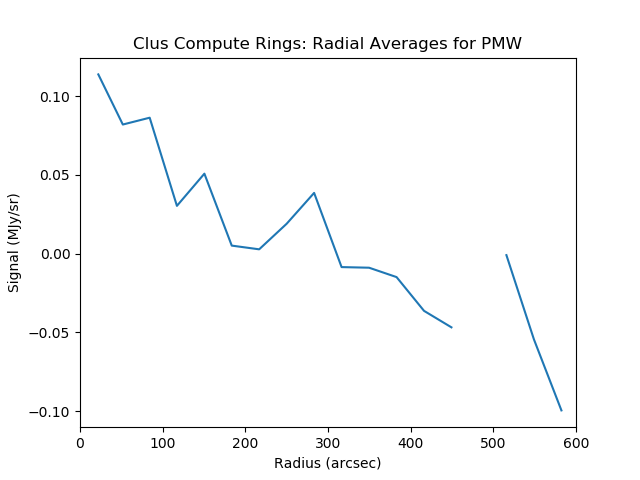 Clus Compute Rings: Radial Averages for PMW
0.10
0.05
0.00
−0.05
−0.10
Signal (MJy/sr)
0 100 200 300 400 500 600
Radius (arcsec)